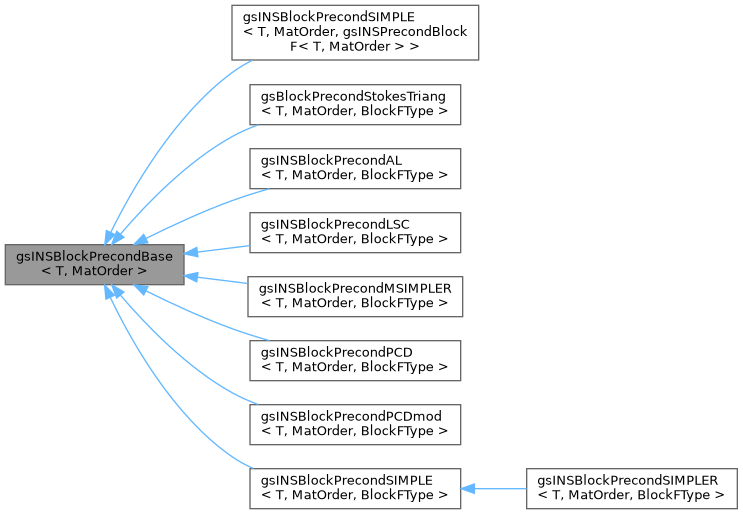 gsINSBlockPrecondSIMPLE
< T, MatOrder, gsINSPrecondBlock
F< T, MatOrder > >
gsBlockPrecondStokesTriang
< T, MatOrder, BlockFType >
gsINSBlockPrecondAL
< T, MatOrder, BlockFType >
gsINSBlockPrecondLSC
< T, MatOrder, BlockFType >
gsINSBlockPrecondBase
< T, MatOrder >
gsINSBlockPrecondMSIMPLER
< T, MatOrder, BlockFType >
gsINSBlockPrecondPCD
< T, MatOrder, BlockFType >
gsINSBlockPrecondPCDmod
< T, MatOrder, BlockFType >
gsINSBlockPrecondSIMPLE
< T, MatOrder, BlockFType >
gsINSBlockPrecondSIMPLER
< T, MatOrder, BlockFType >